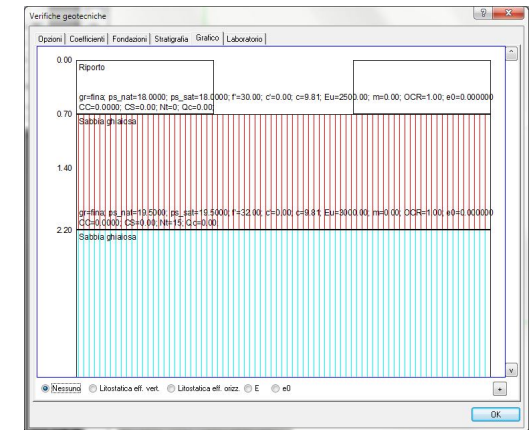 Verifiche geotecniche
Opzioni Coefficienti Fondazioni Stratigrafia Grafico Laboratorio
0.00
Riporto
gr=fina; ps_nat=18.0000; ps_sat=18.0000; f'=30.00; c'=0.00; c=9.81; Eu=2500.00; m=0.00; OCR=1.00; e0=0.000000
CC=0.0000; CS=0.00; Nt=0; Qc=0.00;
0.70
Sabbia ghiaiosa
1.40
gr=fina; ps_nat=19.5000; ps_sat=19.5000; f'=32.00; c'=0.00; c=9.81; Eu=3000.00; m=0.00; OCR=1.00; e0=0.000000
CC=0.0000; CS=0.00; Nt=15; Qc=0.00;
2.20
Sabbia ghiaiosa
Nessuno Litostatica eff. vert. Litostatica eff. orizz. E e0
+
OK